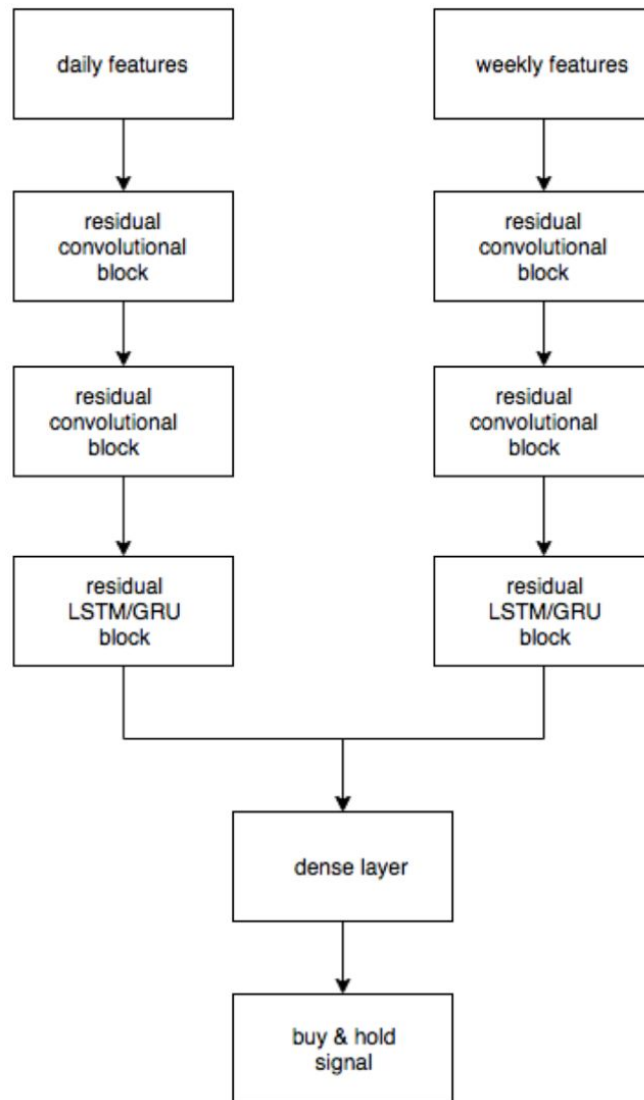 daily features
weekly features
residual
convolutional
block
residual
convolutional
block
residual
convolutional
block
residual
convolutional
block
residual
LSTM/GRU
block
residual
LSTM/GRU
block
dense layer
buy & hold
signal